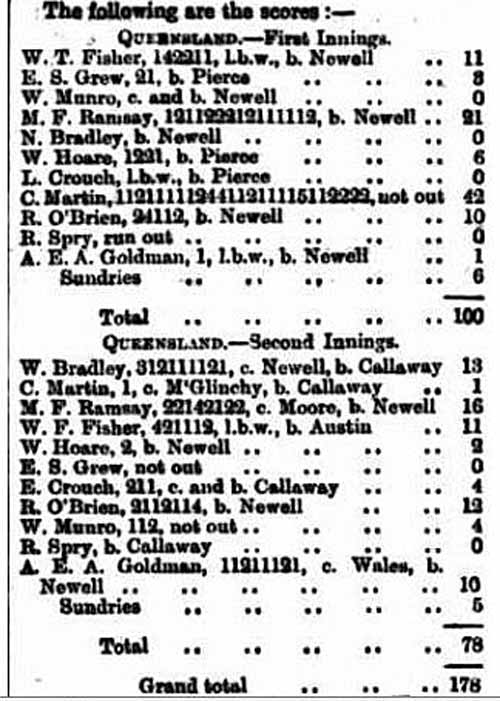 The following are the scores :—
QUEENSLAND.—First Innings.
W. T. Fisher, 142211, l.b.w., b. Newell .. 11
E. S. Grew, 21, b. Pierce .. .. .. 3
W. Munro, c. and b. Newell .. .. .. 0
M. F. Ramsay, 121122212111112, b. Newell .. 21
N. Bradley, b. Newell .. .. .. .. 0
W. Hoare, 1221, b. Pierce .. .. .. 6
L. Crouch, l.b.w., b. Pierce .. .. .. 0
C. Martin, 1121111124411211115112222, not out 42
R. O'Brien, 24112, b. Newell .. .. .. 10
R. Spry, run out .. .. .. .. .. 0
A. E. A. Goldman, 1, l.b.w., b. Newell .. 1
Sundries .. .. .. .. .. 6
Total .. .. .. .. .. 100
QUEENSLAND.—Second Innings.
W. Bradley, 312111121, c. Newell, b. Callaway 13
C. Martin, 1, c. M'Glinchy, b. Callaway .. 1
M. F. Ramsay, 22142122, c. Moore, b. Newell 16
W. F. Fisher, 421112, l.b.w., b. Austin .. 11
W. Hoare, 2, b. Newell .. .. .. .. 2
E. S. Grew, not out .. .. .. .. 0
E. Crouch, 211, c. and b. Callaway .. .. 4
R. O'Brien, 2112114, b. Newell .. .. 12
W. Munro, 112, not out .. .. .. .. 4
R. Spry, b. Callaway .. .. .. .. 0
A. E. A. Goldman, 11211121, c. Wales, b.
Newell .. .. .. .. .. .. 10
Sundries .. .. .. .. .. 5
Total .. .. .. .. .. 78
Grand total .. .. .. 178